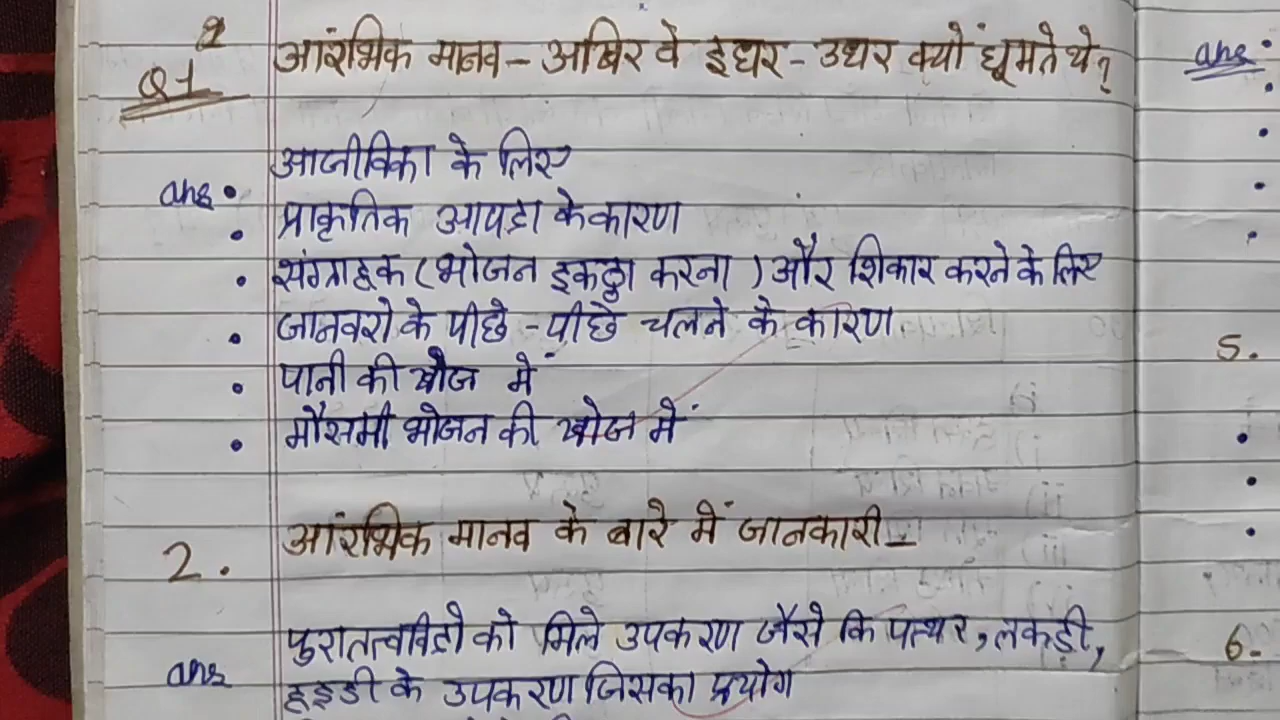 Q1 आरंभिक मानव - आखिर वे इधर - उधर क्यों घूमते थे?
ans • आजीविका के लिए
• प्राकृतिक आपदा के कारण
• संग्राहक (भोजन इकठ्ठा करना) और शिकार करने के लिए
• जानवरो के पीछे - पीछे चलने के कारण
• पानी की खोज में
• मौसमी भोजन की खोज में
2. आरंभिक मानव के बारे में जानकारी -
ans पुरातत्वविदो को मिले उपकरण जैसे कि पत्थर, लकड़ी,
हड्डी के उपकरण जिसका प्रयोग
ans
5.
6.